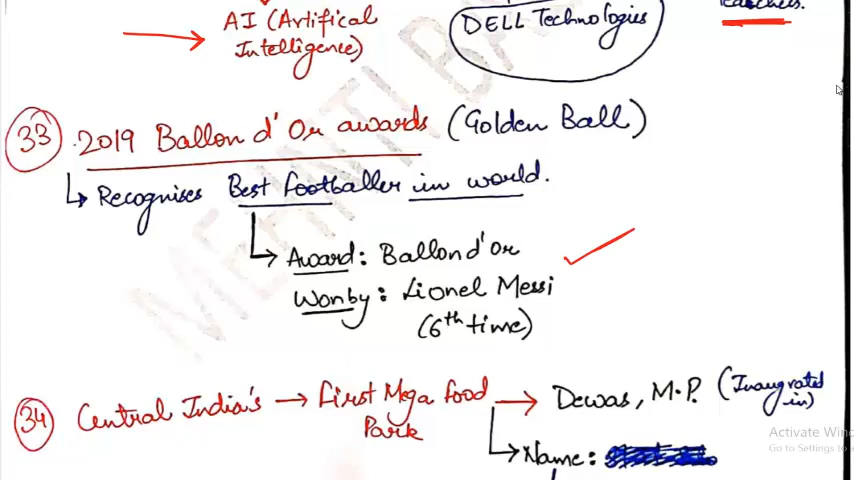 AI (Artifical
Intelligence)
DELL Technologies
33 2019 Ballon d'Or awards (Golden Ball)
Recognises Best footballer in world.
Award: Ballon d'Or
Won by: Lionel Messi
(6th time)
34 Central India's → First Mega food → Dewas, M.P. (Inaugrated
Park
in)
Name:
Activate Win
Go to Settings to a